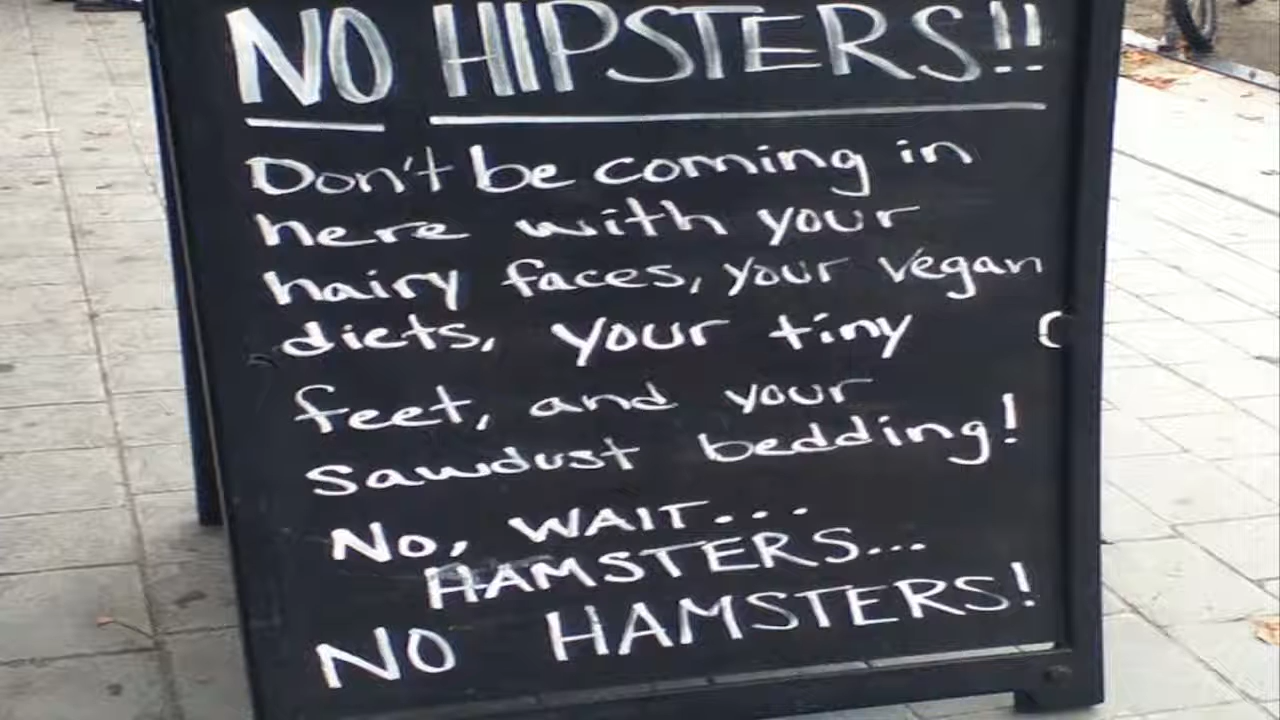 NO HIPSTERS!!
Don't be coming in
here with your
hairy faces, your vegan
diets, your tiny
feet, and your
sawdust bedding!
No, WAIT...
HAMSTERS...
NO HAMSTERS!